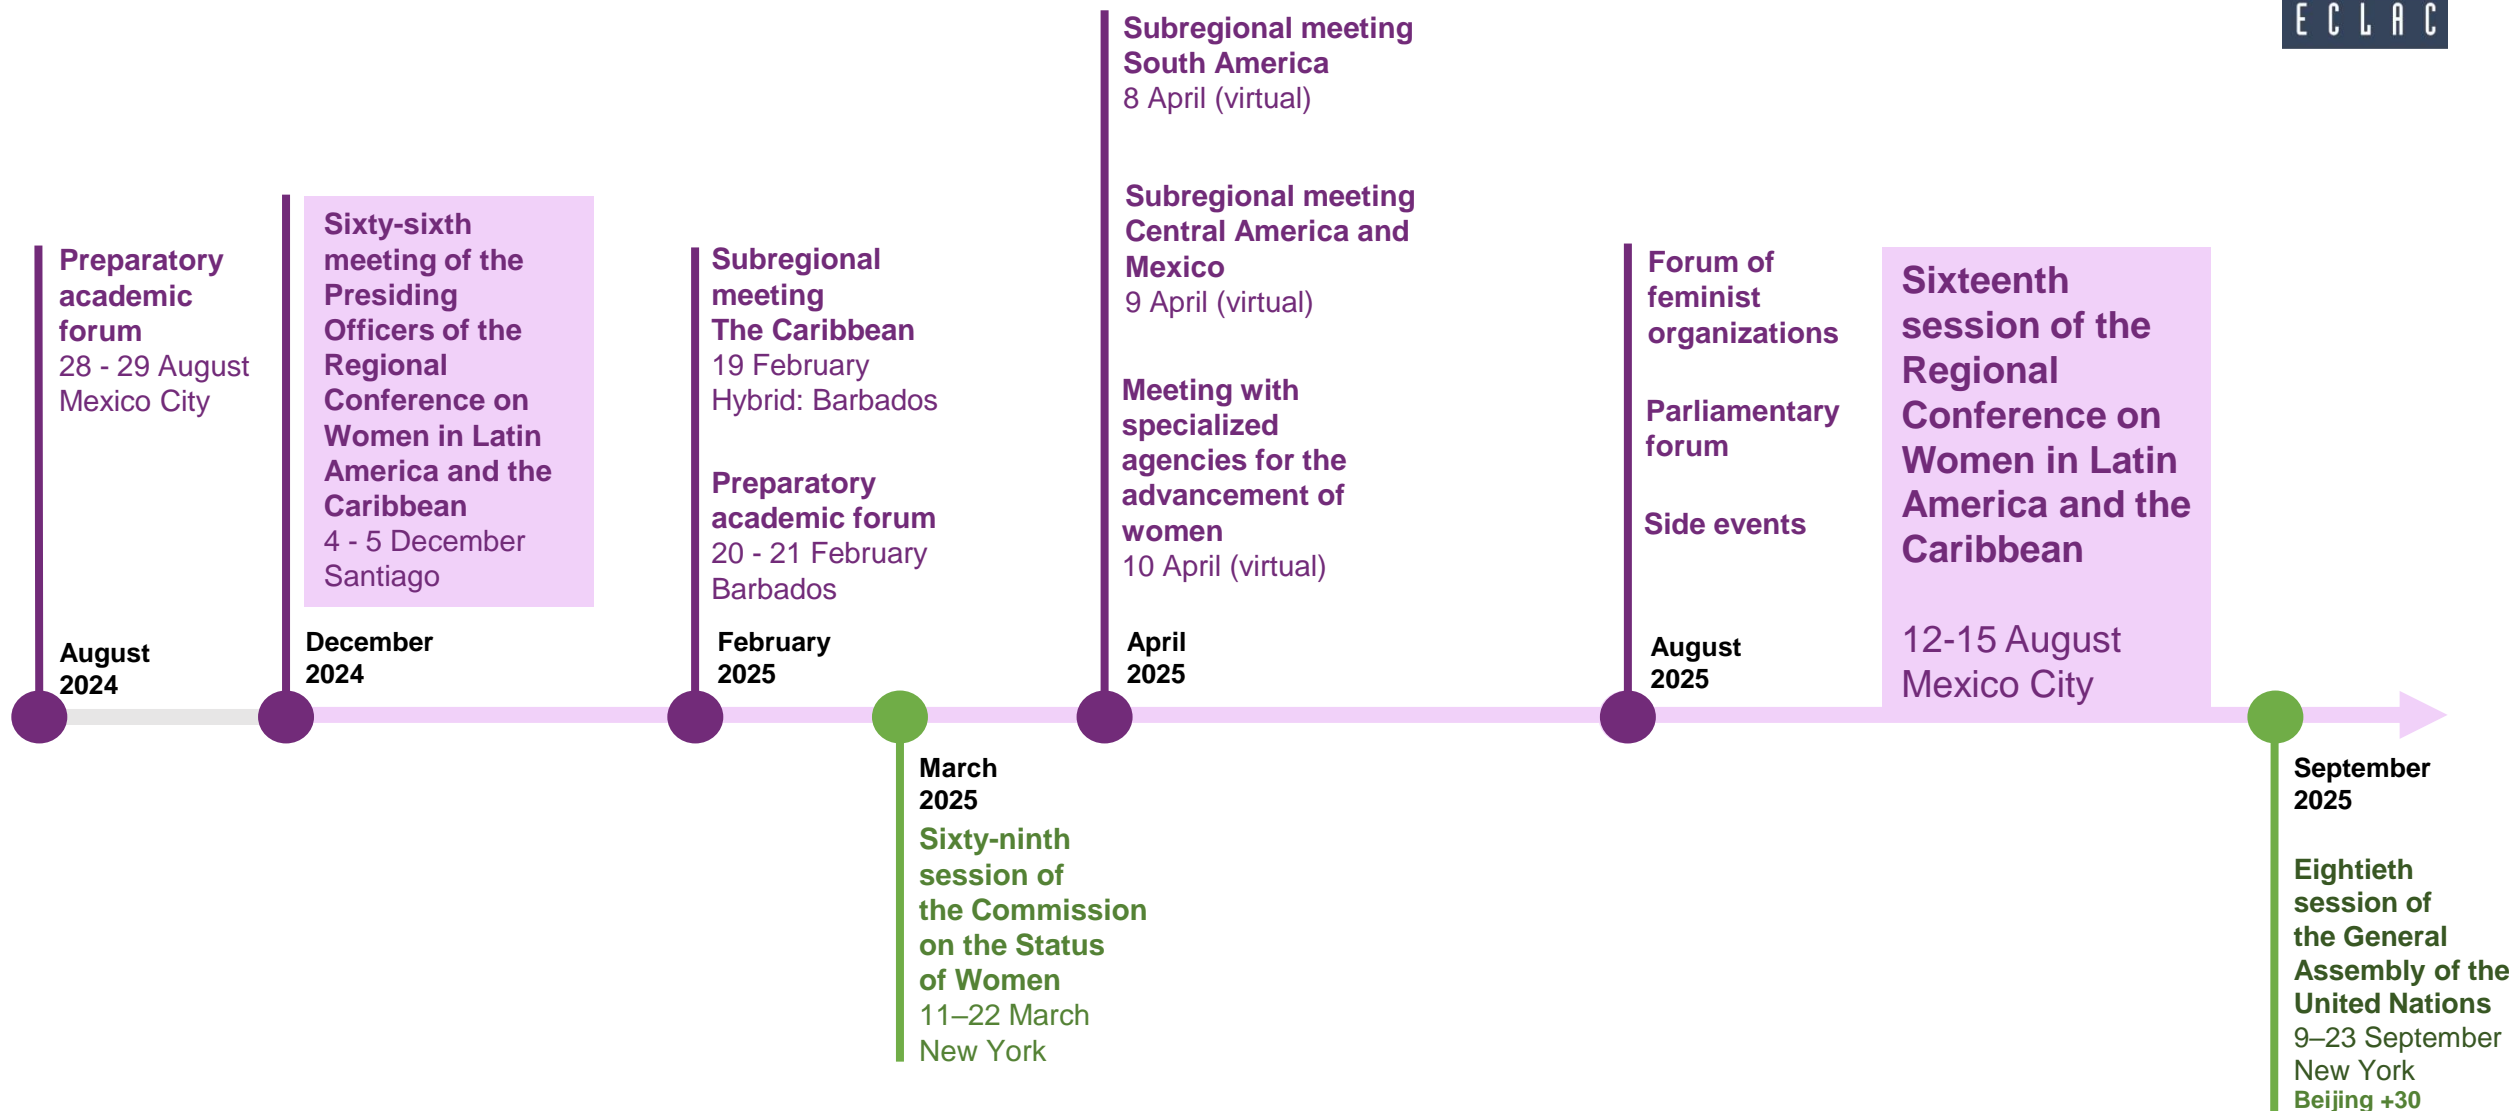 ECLAC
Preparatory
academic
forum
28 - 29 August
Mexico City
August
2024
Sixty-sixth
meeting of the
Presiding
Officers of the
Regional
Conference on
Women in Latin
America and the
Caribbean
4 - 5 December
Santiago
December
2024
Subregional
meeting
The Caribbean
19 February
Hybrid: Barbados
Preparatory
academic forum
20 - 21 February
Barbados
February
2025
March
2025
Sixty-ninth
session of
the Commission
on the Status
of Women
11–22 March
New York
Subregional meeting
South America
8 April (virtual)
Subregional meeting
Central America and
Mexico
9 April (virtual)
Meeting with
specialized
agencies for the
advancement of
women
10 April (virtual)
April
2025
Forum of
feminist
organizations
Parliamentary
forum
Side events
August
2025
Sixteenth
session of the
Regional
Conference on
Women in Latin
America and the
Caribbean
12-15 August
Mexico City
September
2025
Eightieth
session of
the General
Assembly of the
United Nations
9–23 September
New York
Beijing +30